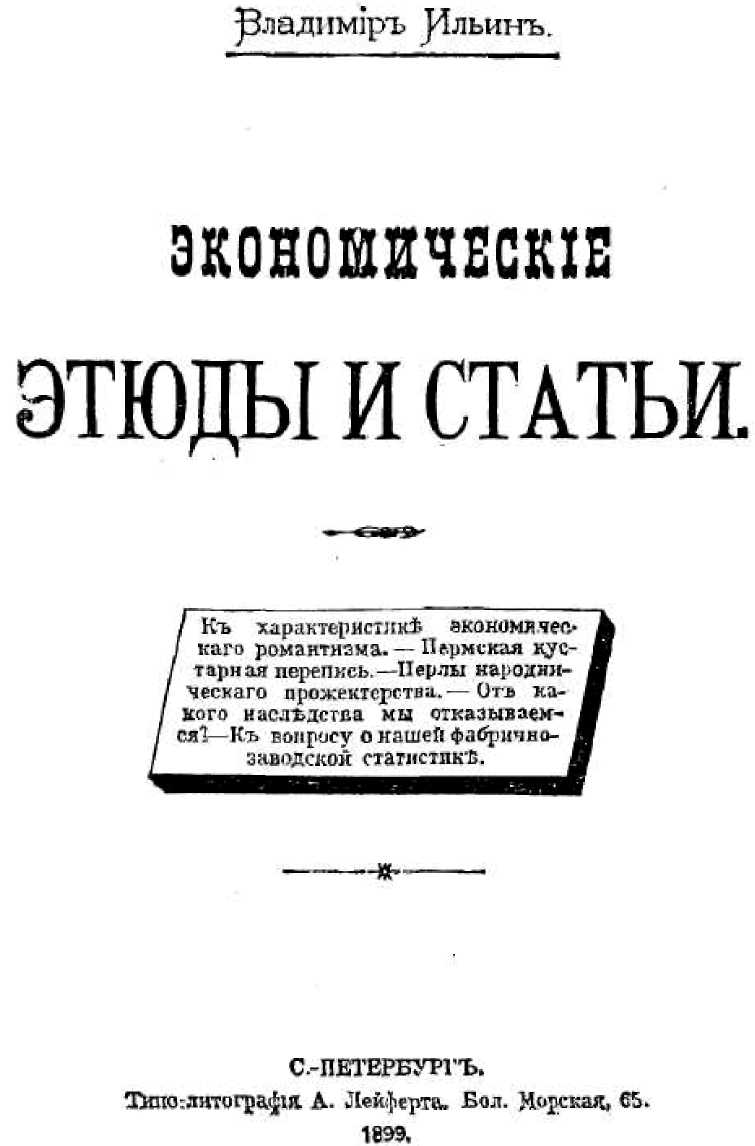 Владиміръ Ильинъ.
ЭКОНОМИЧЕСКІЕ
ЭТЮДЫ И СТАТЬИ.
Къ характеристикѣ экономичес-
каго романтизма. — Пермская кус-
тарная перепись.—Перлы народни-
ческаго прожектерства. — Отъ ка-
кого наслѣдства мы отказываем-
ся?—Къ вопросу о нашей фабрично-
заводской статистикѣ.
С.-ПЕТЕРБУРГЪ.
Типо-литографія А. Лейферта. Бол. Морская, 65.
1899.